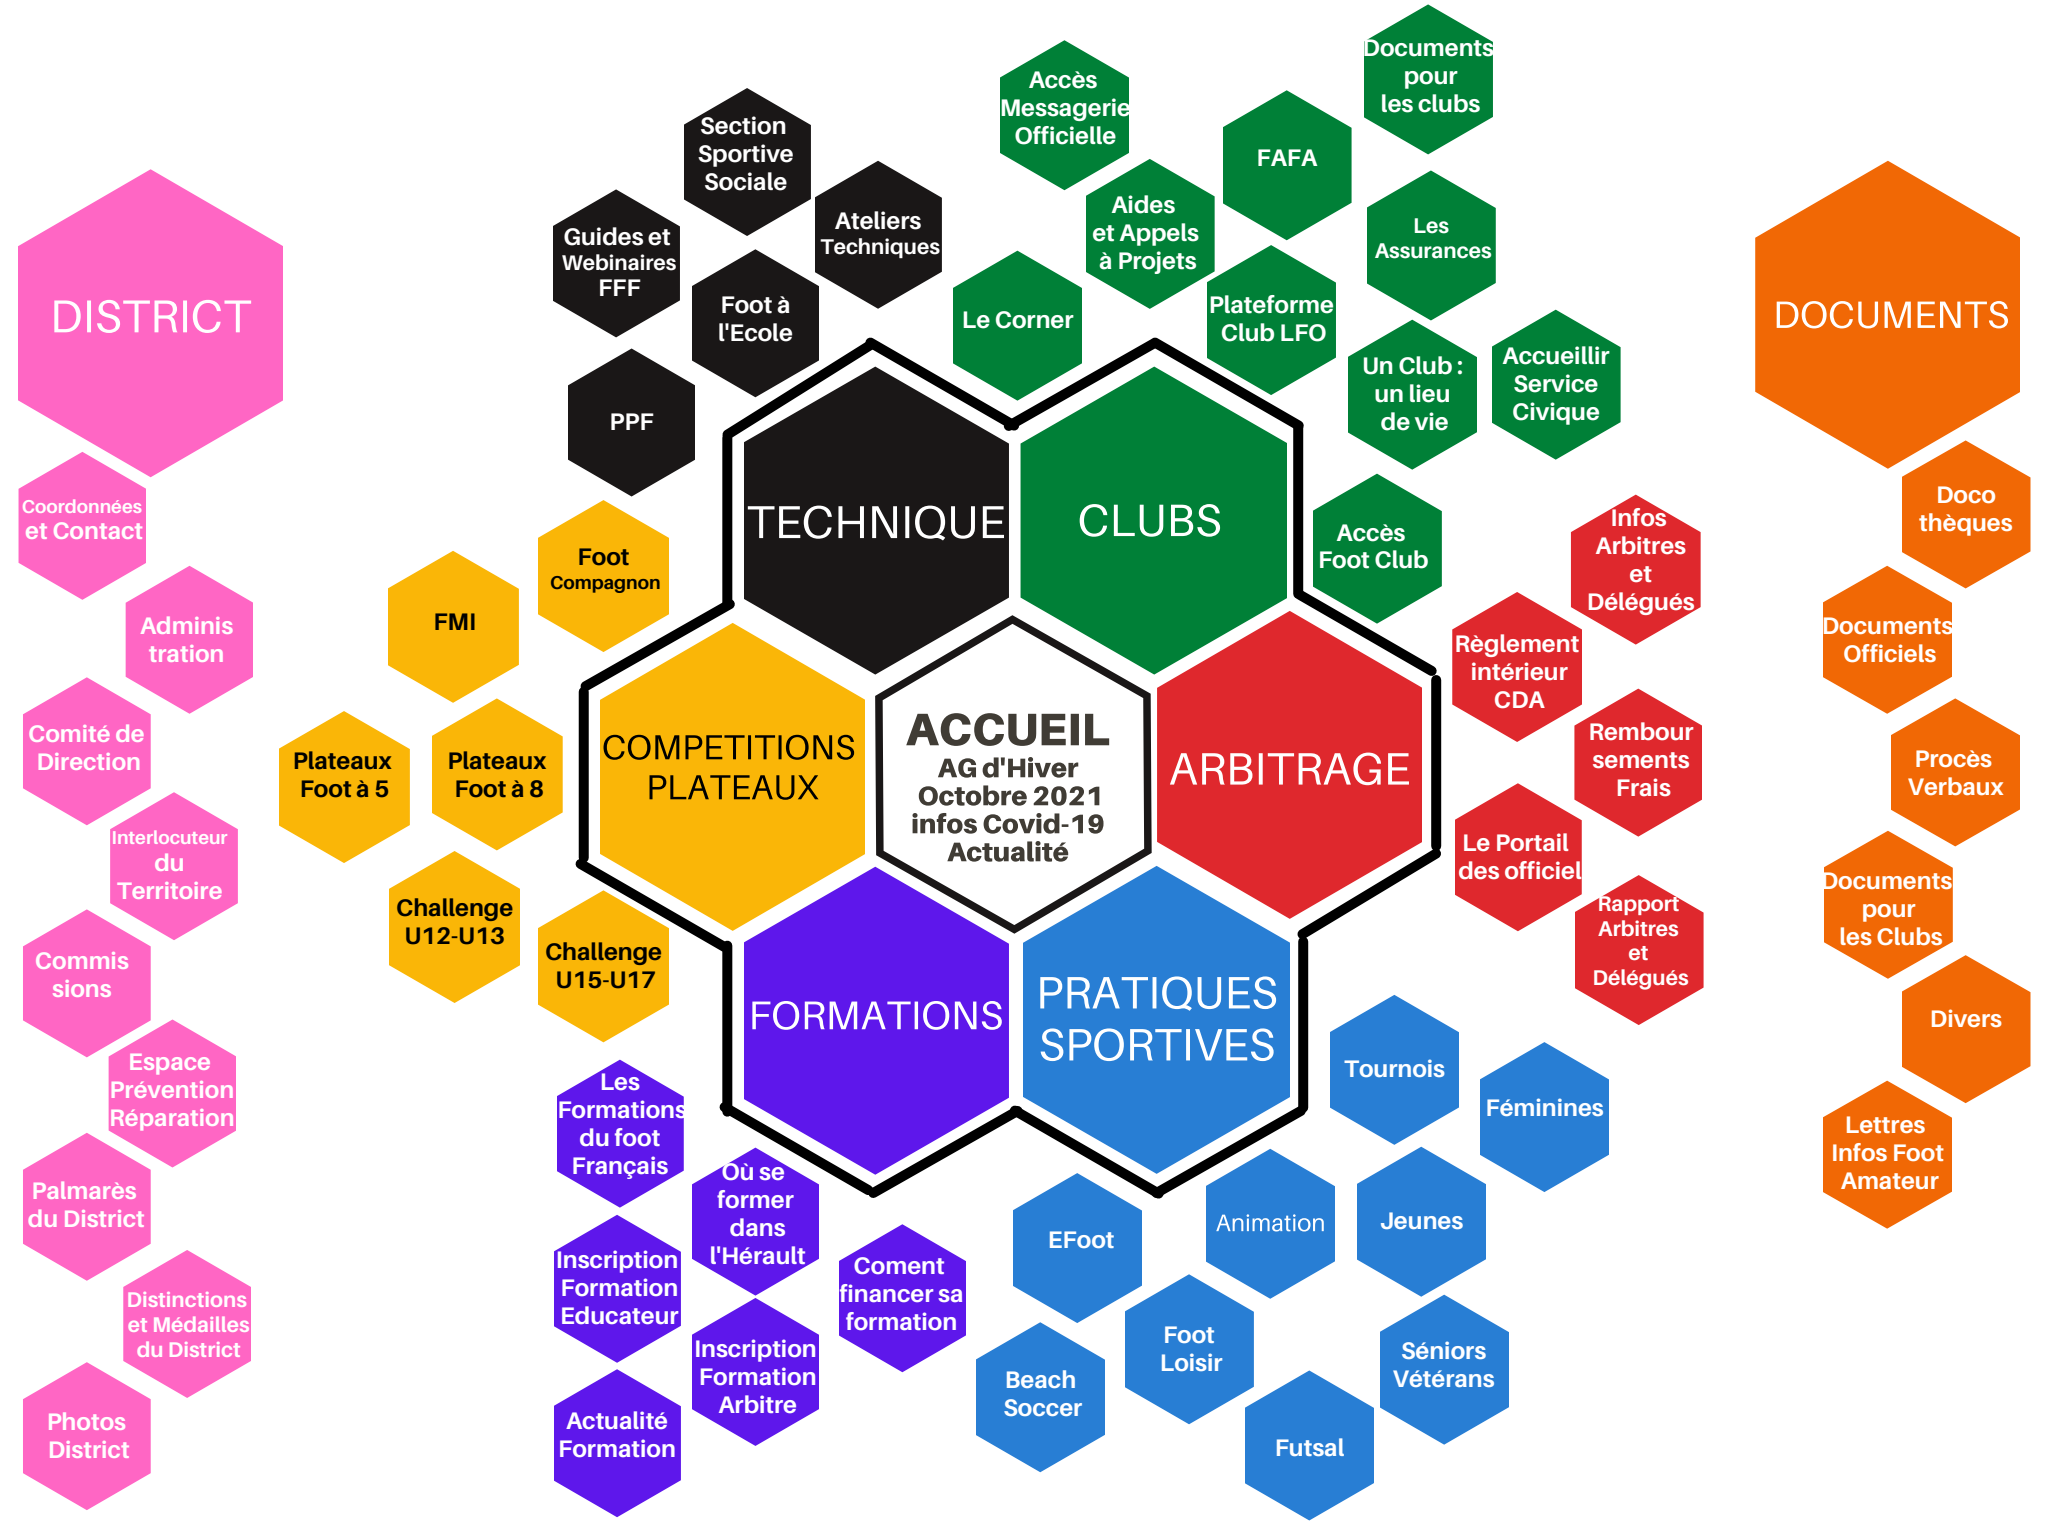 DISTRICT
Coordonnées
et Contact
Adminis
tration
Comité de
Direction
Interlocuteur
du
Territoire
Commis
sions
Espace
Prévention
Réparation
Palmarès
du District
Distinctions
et Médailles
du District
Photos
District
Section
Sportive
Sociale
Guides et
Webinaires
FFF
Ateliers
Techniques
Foot à
l'Ecole
PPF
TECHNIQUE
Accès
Messagerie
Officielle
Documents
pour
les clubs
FAFA
Aides
et Appels
à Projets
Les
Assurances
Le Corner
Plateforme
Club LFO
Un Club :
un lieu
de vie
Accueillir
Service
Civique
Accès
Foot Club
CLUBS
Foot
Compagnon
FMI
Plateaux
Foot à 5
Plateaux
Foot à 8
Challenge
U12-U13
Challenge
U15-U17
COMPETITIONS
PLATEAUX
ACCUEIL
AG d'Hiver
Octobre 2021
infos Covid-19
Actualité
ARBITRAGE
Infos
Arbitres
et
Délégués
Règlement
intérieur
CDA
Rembour
sements
Frais
Le Portail
des officiel
Rapport
Arbitres
et
Délégués
FORMATIONS
Les
Formations
du foot
Français
Où se
former
dans
l'Hérault
Inscription
Formation
Educateur
Coment
financer sa
formation
Inscription
Formation
Arbitre
Actualité
Formation
PRATIQUES
SPORTIVES
Tournois
Féminines
EFoot
Animation
Jeunes
Foot
Loisir
Beach
Soccer
Séniors
Vétérans
Futsal
DOCUMENTS
Doco
thèques
Documents
Officiels
Procès
Verbaux
Documents
pour
les Clubs
Divers
Lettres
Infos Foot
Amateur